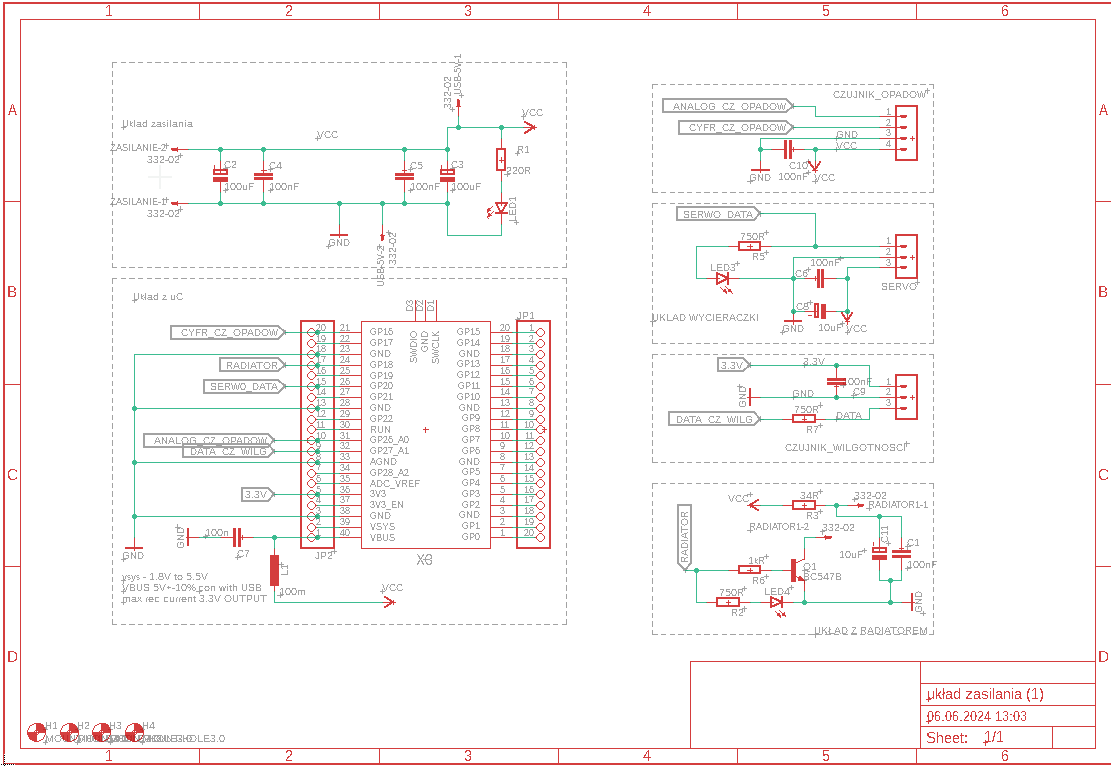 1 2 3 4 5 6
A
Układ zasilania
VCC
ZASILANIE-2
332-02
C2
100uF
C4
100nF
C5
100nF
C3
100uF
ZASILANIE-1
332-02
GND
332-02
USB-5V-1
VCC
R1
220R
LED1
USB-5V-2
332-02
CZUJNIK_OPADOW
ANALOG_CZ_OPADOW
CYFR_CZ_OPADOW
GND
VCC
1
2
3
4
C10
100nF
GND
VCC
A
B
SERWO_DATA
750R
R5
LED3
100nF
C6
C8
10uF
1
2
3
SERVO
UKLAD WYCIERACZKI
GND
VCC
B
Układ z uC
D3
D2
D1
SWDIO
GND
SWCLK
JP1
CYFR_CZ_OPADOW
RADIATOR
SERWO_DATA
ANALOG_CZ_OPADOW
DATA_CZ_WILG
3.3V
20 21 GP16 GP15 20 1
19 22 GP17 GP14 19 2
18 23 GND GND 18 3
17 24 GP18 GP13 17 4
16 25 GP19 GP12 16 5
15 26 GP20 GP11 15 6
14 27 GP21 GP10 14 7
13 28 GND GND 13 8
12 29 GP22 GP9 12 9
11 30 RUN GP8 11 10
10 31 GP26_A0 GP7 10 11
9 32 GP27_A1 GP6 9 12
8 33 AGND GND 8 13
7 34 GP28_A2 GP5 7 14
6 35 ADC_VREF GP4 6 15
5 36 3V3 GP3 5 16
4 37 3V3_EN GP2 4 17
3 38 GND GND 3 18
2 39 VSYS GP1 2 19
1 40 VBUS GP0 1 20
GND
GND
100n
C7
JP2
X3
L1
100m
VCC
vsys - 1.8V to 5.5V
VBUS 5V+-10% con with USB
max rec current 3.3V OUTPUT
3.3V
3.3V
100nF
C9
GND
GND
750R
R7
DATA
DATA_CZ_WILG
1
2
3
CZUJNIK_WILGOTNOSCI
C
C
RADIATOR
VCC
34R
R3
332-02
RADIATOR1-1
RADIATOR1-2
332-02
C11
10uF
C1
100nF
1kR
R6
Q1
BC547B
750R
R2
LED4
GND
UKŁAD Z RADIATOREM
D
D
układ zasilania (1)
06.06.2024 13:03
Sheet: 1/1
H1 H2 H3 H4
1 2 3 4 5 6